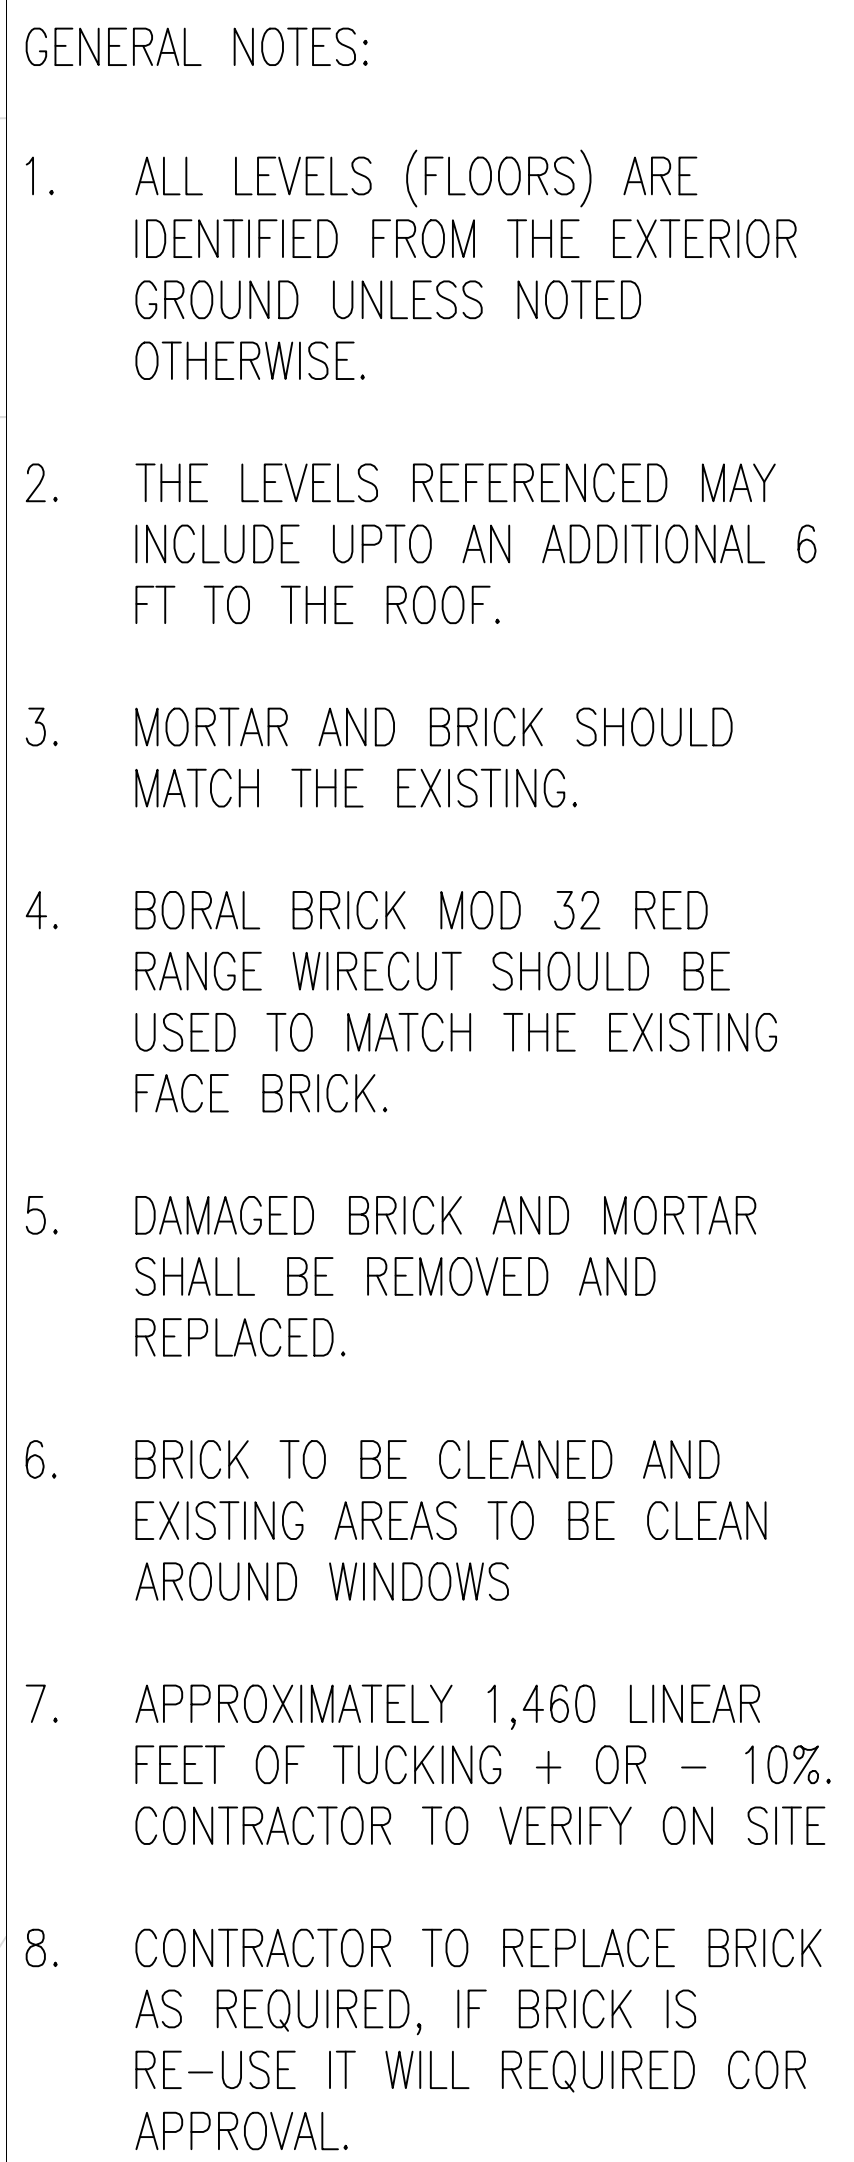 GENERAL NOTES:
1. ALL LEVELS (FLOORS) ARE
IDENTIFIED FROM THE EXTERIOR
GROUND UNLESS NOTED
OTHERWISE.
2. THE LEVELS REFERENCED MAY
INCLUDE UPTO AN ADDITIONAL 6
FT TO THE ROOF.
3. MORTAR AND BRICK SHOULD
MATCH THE EXISTING.
4. BORAL BRICK MOD 32 RED
RANGE WIRECUT SHOULD BE
USED TO MATCH THE EXISTING
FACE BRICK.
5. DAMAGED BRICK AND MORTAR
SHALL BE REMOVED AND
REPLACED.
6. BRICK TO BE CLEANED AND
EXISTING AREAS TO BE CLEAN
AROUND WINDOWS
7. APPROXIMATELY 1,460 LINEAR
FEET OF TUCKING + OR – 10%.
CONTRACTOR TO VERIFY ON SITE
8. CONTRACTOR TO REPLACE BRICK
AS REQUIRED, IF BRICK IS
RE–USE IT WILL REQUIRED COR
APPROVAL.